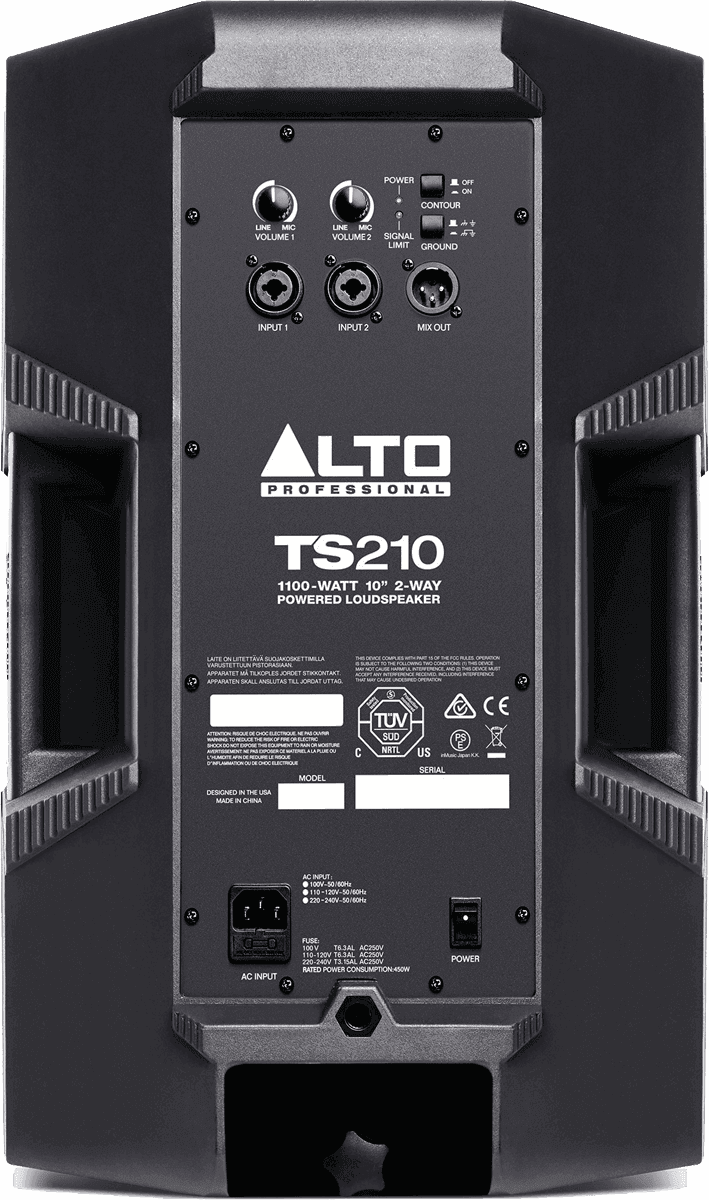 POWER
OFF
ON
CONTOUR
LINE MIC LINE MIC
VOLUME 1 VOLUME 2
SIGNAL
LIMIT
GROUND
INPUT 1 INPUT 2 MIX OUT
ALTO
PROFESSIONAL
TS210
1100-WATT 10” 2-WAY
POWERED LOUDSPEAKER
LAITE ON LIITETTÄVÄ SUOJAKOSKETTIMILLA
VARUSTETTUUN PISTORASIAAN.
APPARATET MÅ TILKOPLES JORDET STIKKONTAKT.
APPARATEN SKALL ANSLUTAS TILL JORDAT UTTAG.
THIS DEVICE COMPLIES WITH PART 15 OF THE FCC RULES. OPERATION
IS SUBJECT TO THE FOLLOWING TWO CONDITIONS: (1) THIS DEVICE
MAY NOT CAUSE HARMFUL INTERFERENCE, AND (2) THIS DEVICE MUST
ACCEPT ANY INTERFERENCE RECEIVED, INCLUDING INTERFERENCE
THAT MAY CAUSE UNDESIRED OPERATION
ATTENTION: RISQUE DE CHOC ELECTRIQUE, NE PAS OUVRIR
WARNING: TO REDUCE THE RISK OF FIRE OR ELECTRIC
SHOCK DO NOT EXPOSE THIS EQUIPMENT TO RAIN OR MOISTURE
AVERTISSEMENT: NE PAS EXPOSER CE MATERIEL A LA PLUIE OU
L"HUMIDITE AFIN DE REDUIRE LE RISQUE
D"INFLAMMATION OU DE CHOC ELECTRIQUE
TÜV
SUD
NRTL
C US
CE
PS
E
inMusic Japan K.K.
MODEL
SERIAL
DESIGNED IN THE USA
MADE IN CHINA
AC INPUT:
100V~50/60Hz
110-120V~50/60Hz
220-240V~50/60Hz
FUSE:
100 V T6.3 AL AC250V
110-120V T6.3 AL AC250V
220-240V T3.15AL AC250V
RATED POWER CONSUMPTION:450W
AC INPUT
POWER